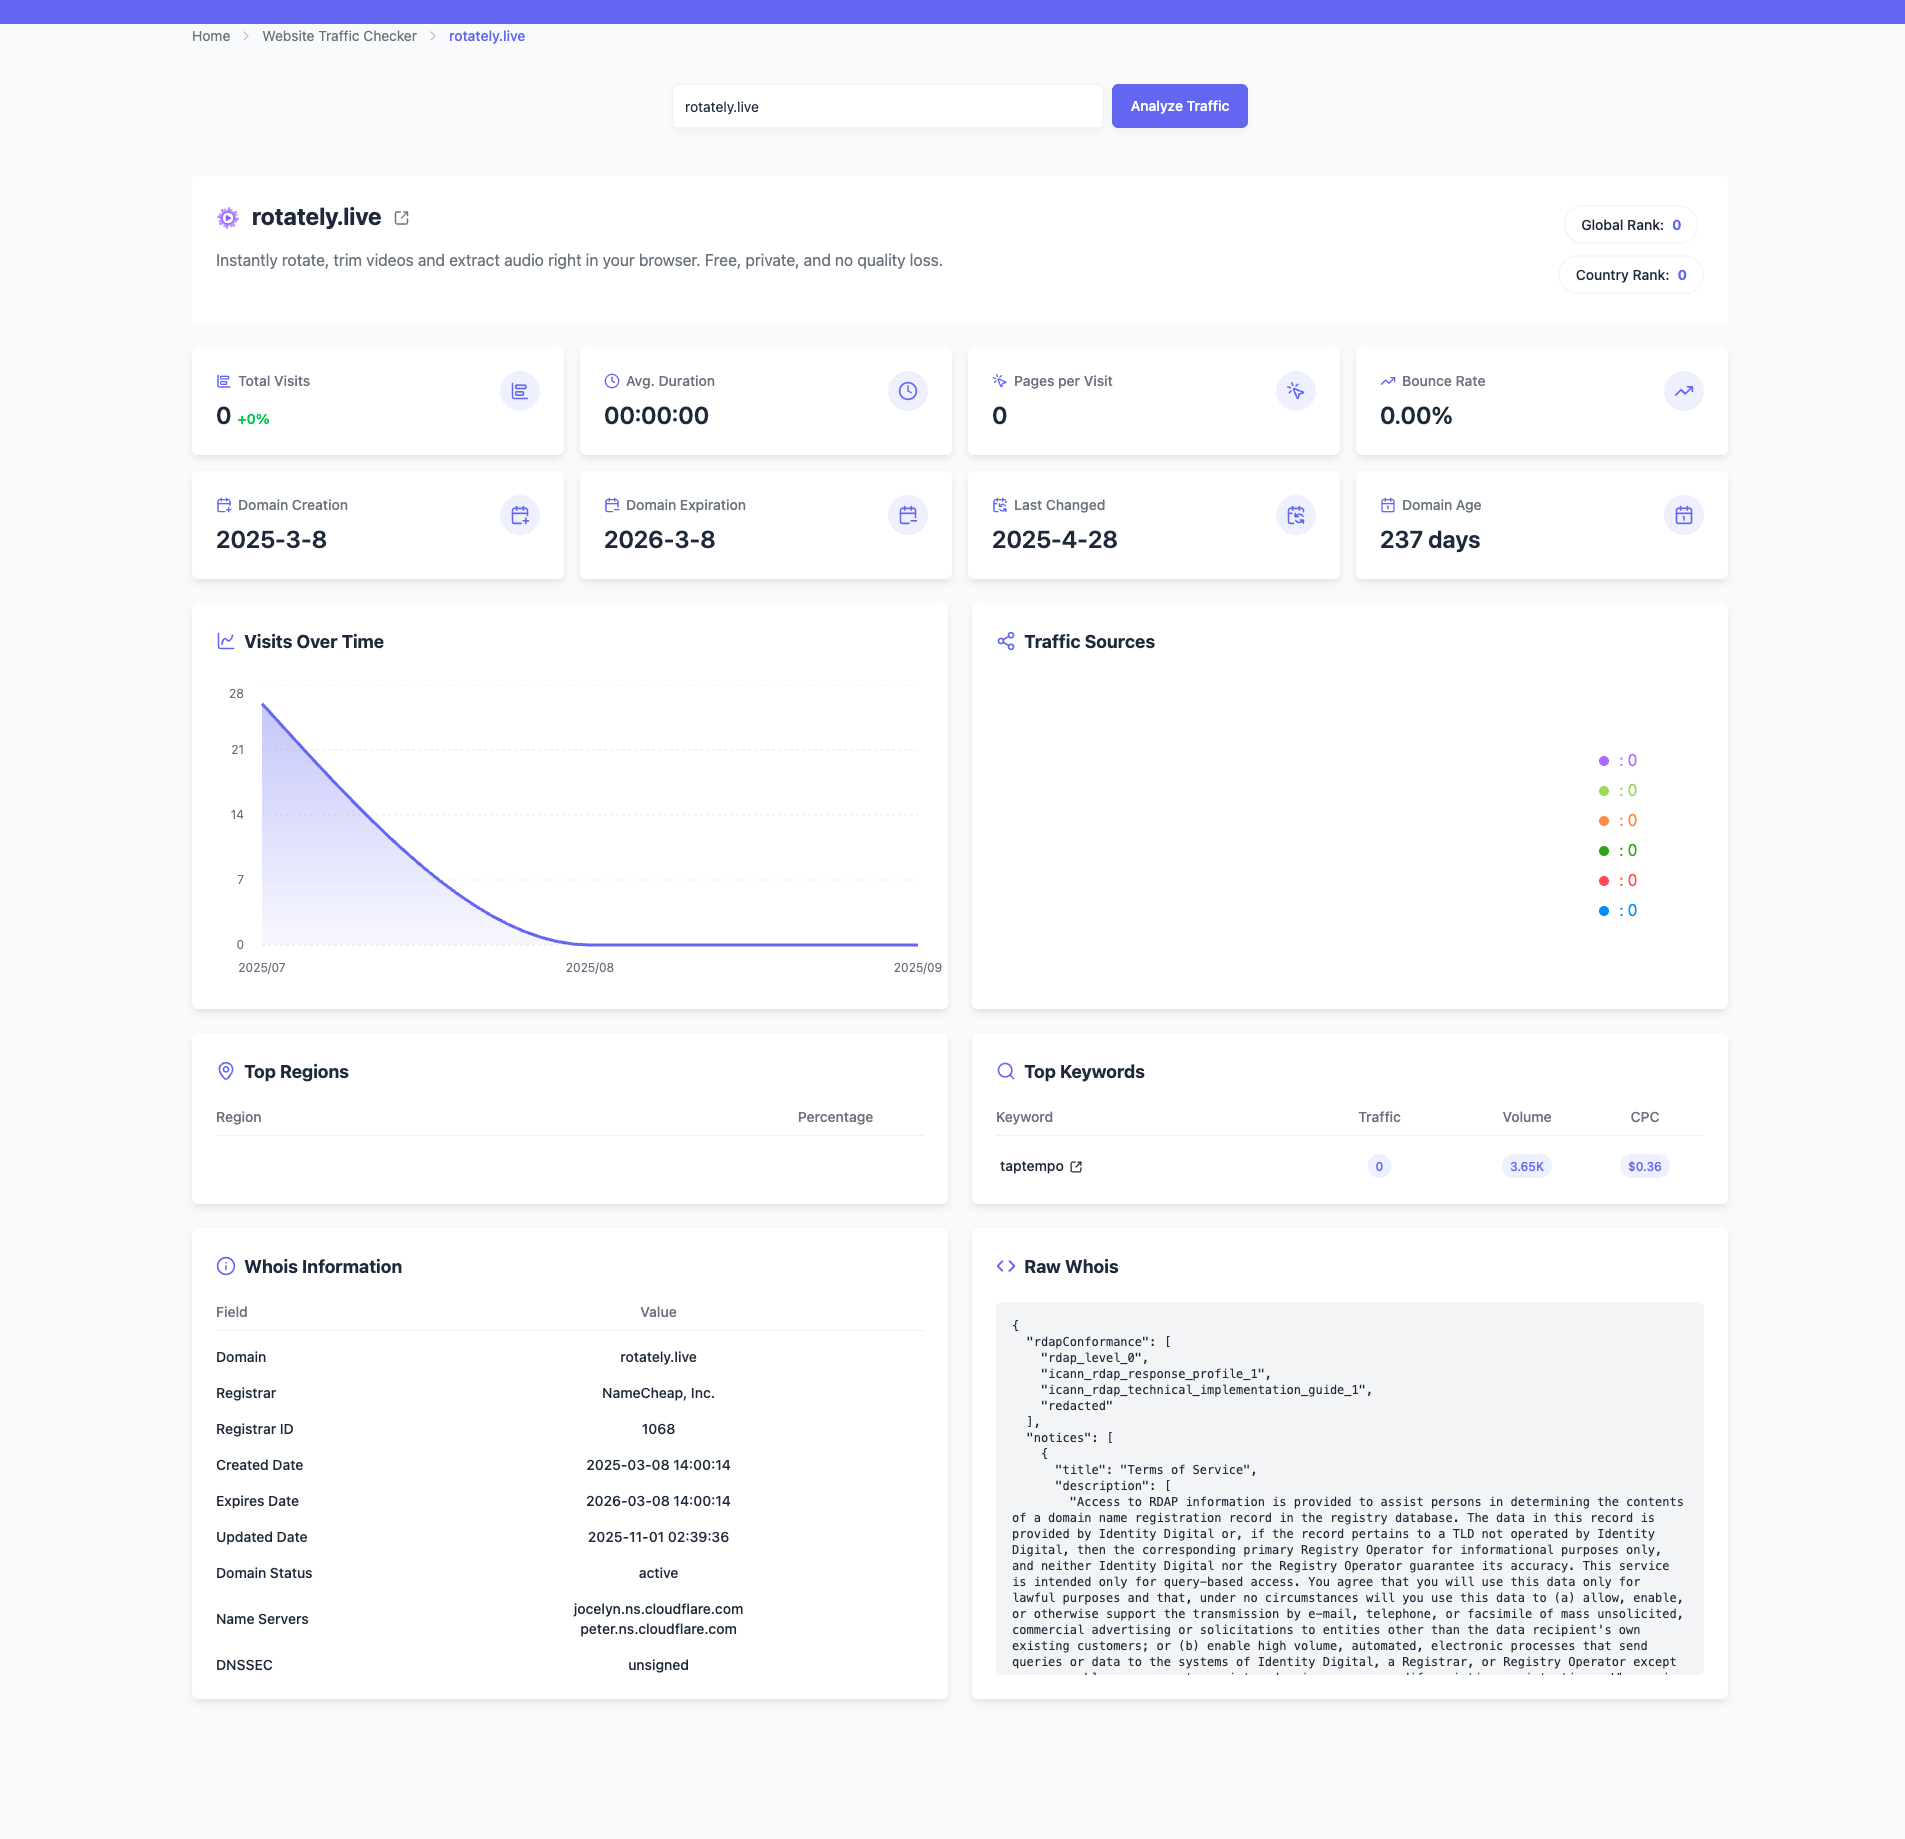 Home > Website Traffic Checker > rotately.live
rotately.live
Analyze Traffic
rotately.live
Instantly rotate, trim videos and extract audio right in your browser. Free, private, and no quality loss.
Global Rank: 0
Country Rank: 0
Total Visits
0 +0%
Avg. Duration
00:00:00
Pages per Visit
0
Bounce Rate
0.00%
Domain Creation
2025-3-8
Domain Expiration
2026-3-8
Last Changed
2025-4-28
Domain Age
237 days
Visits Over Time
28
21
14
7
0
2025/07 2025/08 2025/09
Traffic Sources
: 0
: 0
: 0
: 0
: 0
: 0
Top Regions
Region Percentage
Top Keywords
Keyword Traffic Volume CPC
taptempo 0 3.65K $0.36
Whois Information
Field Value
Domain rotately.live
Registrar NameCheap, Inc.
Registrar ID 1068
Created Date 2025-03-08 14:00:14
Expires Date 2026-03-08 14:00:14
Updated Date 2025-11-01 02:39:36
Domain Status active
Name Servers jocelyn.ns.cloudflare.com
peter.ns.cloudflare.com
DNSSEC unsigned
Raw Whois
{
"rdapConformance": [
"rdap_level_0",
"icann_rdap_response_profile_1",
"icann_rdap_technical_implementation_guide_1",
"redacted"
],
"notices": [
{
"title": "Terms of Service",
"description": [
"Access to RDAP information is provided to assist persons in determining the contents
of a domain name registration record in the registry database. The data in this record is
provided by Identity Digital or, if the record pertains to a TLD not operated by Identity
Digital, then the corresponding primary Registry Operator for informational purposes only,
and neither Identity Digital nor the Registry Operator guarantee its accuracy. This service
is intended only for query-based access. You agree that you will use this data only for
lawful purposes and that, under no circumstances will you use this data to (a) allow, enable,
or otherwise support the transmission by e-mail, telephone, or facsimile of mass unsolicited,
commercial advertising or solicitations to entities other than the data recipient's own
existing customers; or (b) enable high volume, automated, electronic processes that send
queries or data to the systems of Identity Digital, a Registrar, or Registry Operator except